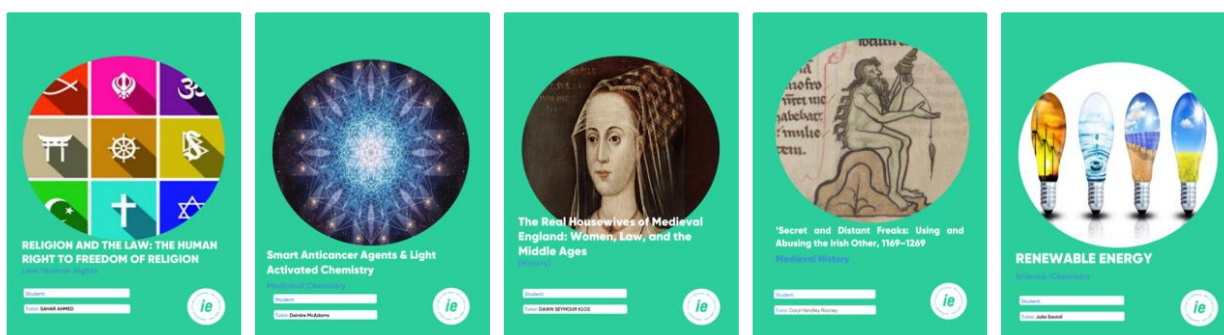 RELIGION AND THE LAW: THE HUMAN
RIGHT TO FREEDOM OF RELIGION
Law-Human Rights
Student:
Tutor: SAHAR AHMED
ie
Smart Anticancer Agents & Light
Activated Chemistry
Medicinal Chemistry
Student:
Tutor: Deirdre McAdams
ie
The Real Housewives of Medieval
England: Women, Law, and the
Middle Ages
(History)
Student:
Tutor: DAWN SEYMOUR KLOS
ie
'Secret and Distant Freaks: Using and
Abusing the Irish Other, 1169–1269
Medieval History
Student:
Tutor: Daryl Hendley Rooney
ie
RENEWABLE ENERGY
Science-Chemistry
Student:
Tutor: Julia Savioli
ie